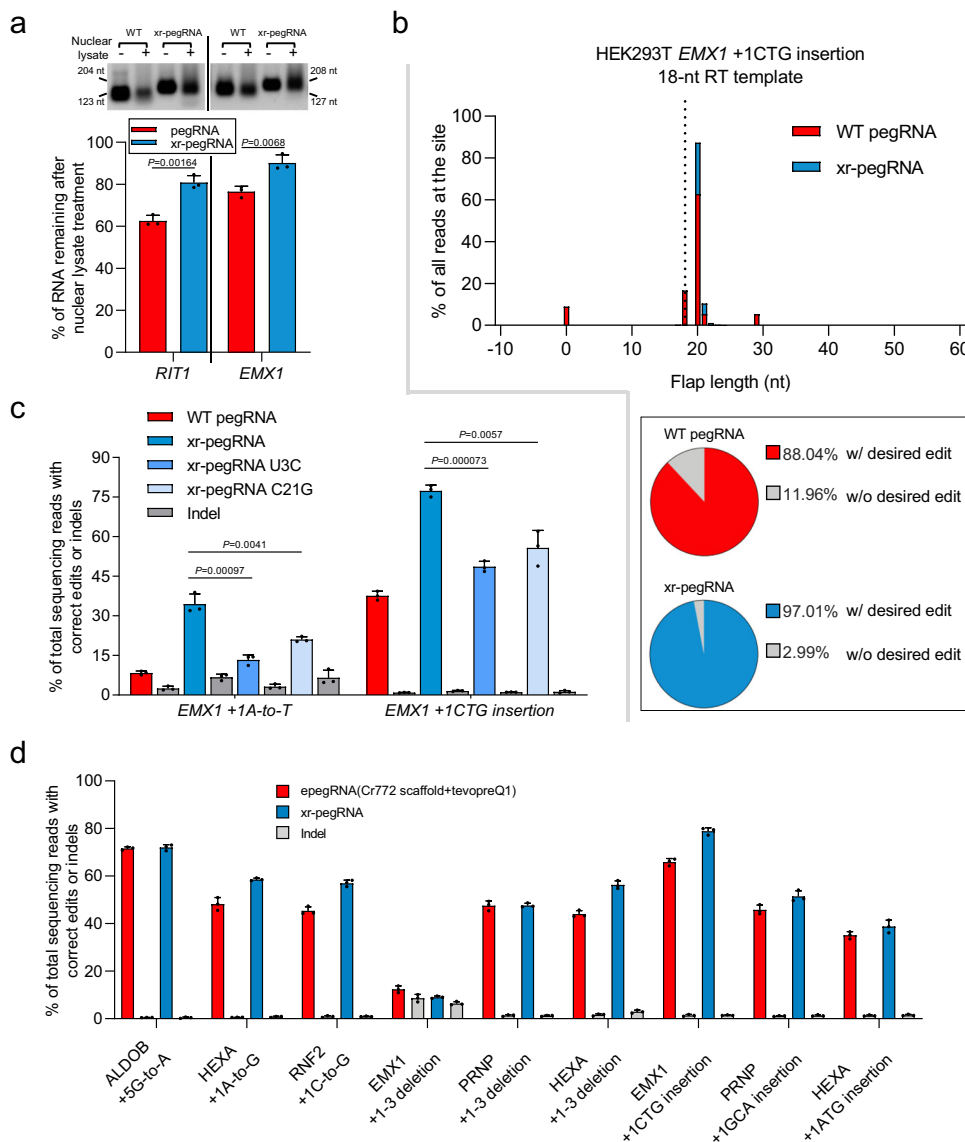 a
WT xr-pegRNA WT xr-pegRNA
Nuclear
lysate
- + - + - + - +
204 nt
208 nt
123 nt
127 nt
pegRNA
xr-pegRNA
P=0.00164
P=0.0068
% of RNA remaining after
nuclear lysate treatment
100
80
60
40
20
0
RIT1 EMX1
b
HEK293T EMX1 +1CTG insertion
18-nt RT template
WT pegRNA
xr-pegRNA
% of all reads at the site
100
80
60
40
20
0
-10 0 10 20 30 40 50 60
Flap length (nt)
WT pegRNA
88.04% w/ desired edit
11.96% w/o desired edit
xr-pegRNA
97.01% w/ desired edit
2.99% w/o desired edit
c
WT pegRNA
xr-pegRNA
xr-pegRNA U3C
xr-pegRNA C21G
Indel
% of total sequencing reads with
correct edits or indels
90
75
60
45
30
15
0
P=0.0041
P=0.00097
P=0.0057
P=0.000073
EMX1 +1A-to-T EMX1 +1CTG insertion
d
epegRNA(Cr772 scaffold+tevopreQ1)
xr-pegRNA
Indel
% of total sequencing reads with
correct edits or indels
100
80
60
40
20
0
ALDOB
+5G-to-A
HEXA
+1A-to-G
RNF2
+1C-to-G
EMX1
+1-3 deletion
PRNP
+1-3 deletion
HEXA
+1-3 deletion
EMX1
+1CTG insertion
PRNP
+1GCA insertion
HEXA
+1ATG insertion